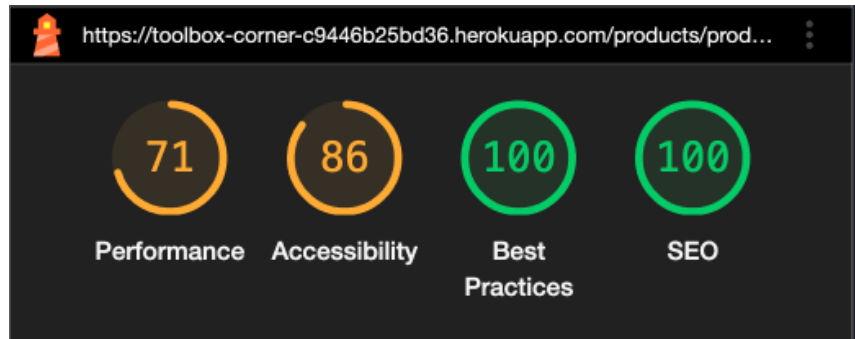 https://toolbox-corner-c9446b25bd36.herokuapp.com/products/prod...
71 86 100 100
Performance Accessibility Best SEO
Practices